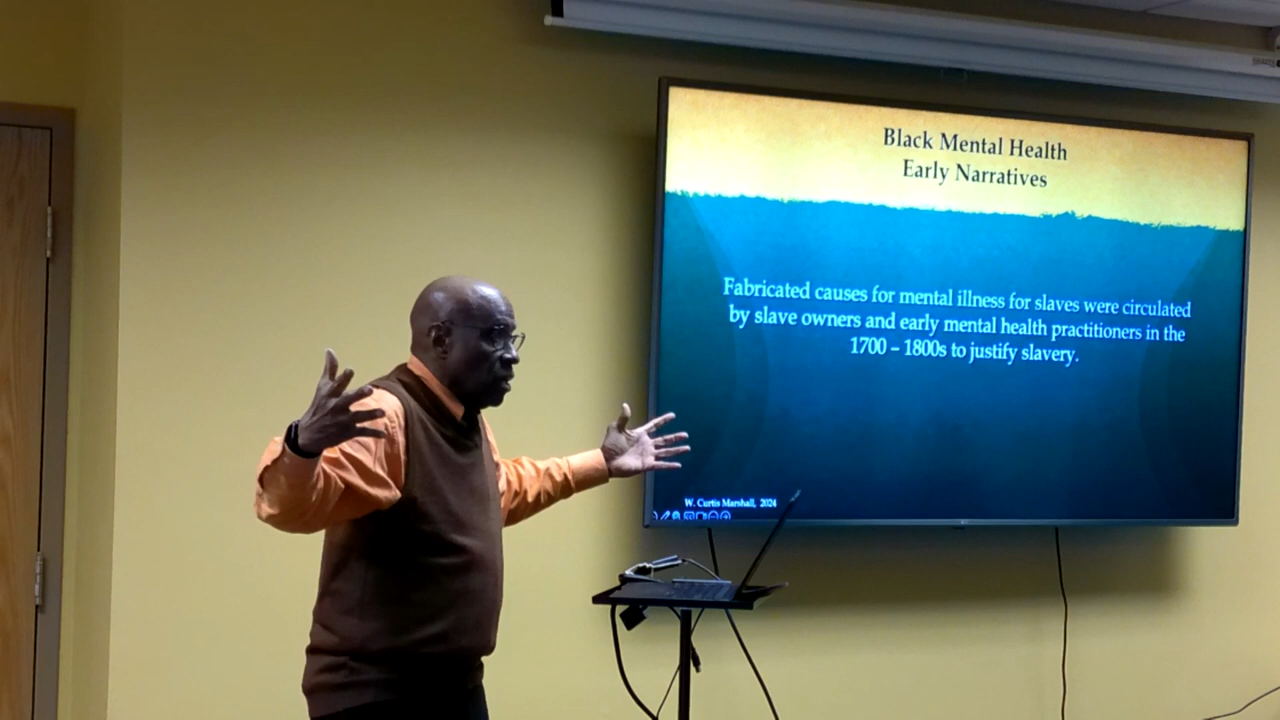 Black Mental Health
Early Narratives
Fabricated causes for mental illness for slaves were circulated
by slave owners and early mental health practitioners in the
1700 – 1800s to justify slavery.
W. Curtis Marshall, 2024